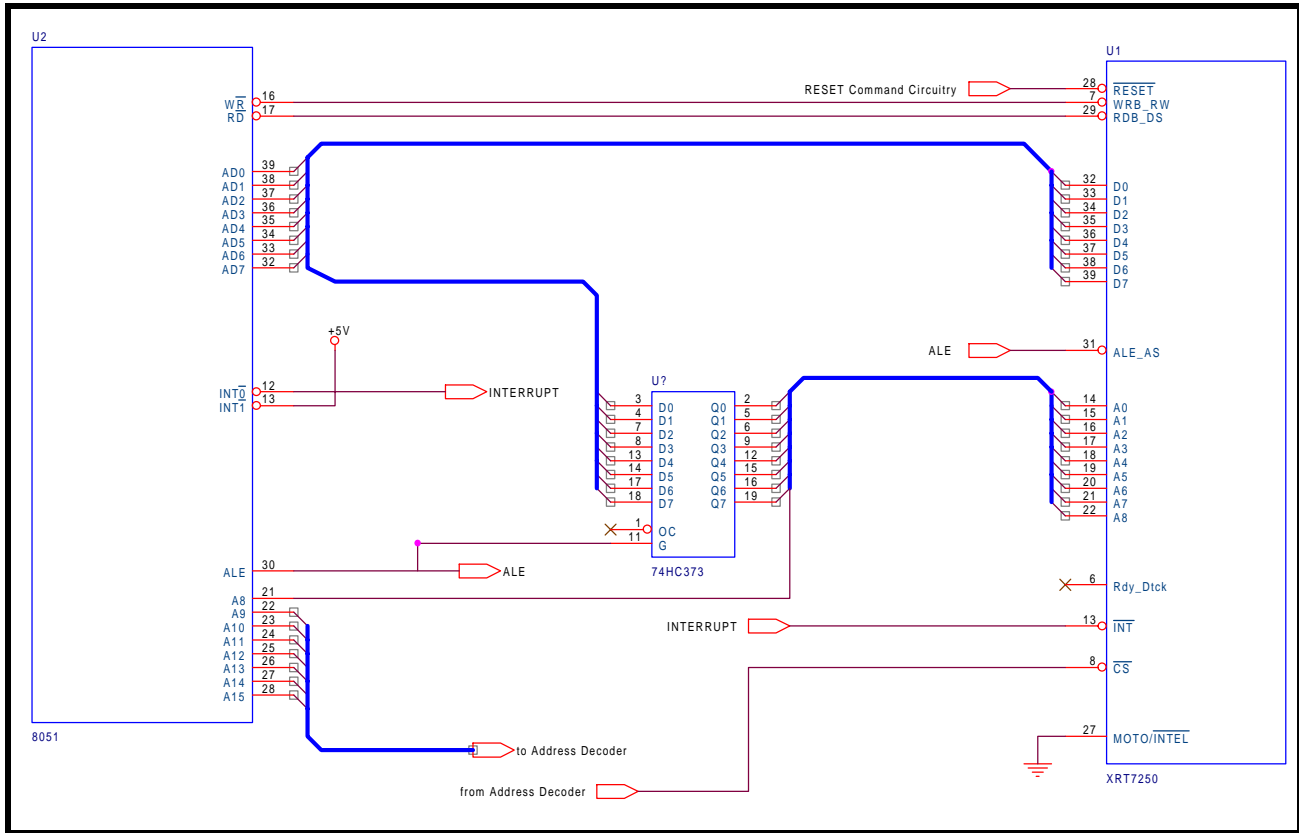 U2
U1
RESET Command Circuitry
28 RESET
16 7 WRB_RW
WR
17 29 RDB_DS
RD
AD0 39
AD1 38
AD2 37
AD3 36
AD4 35
AD5 34
AD6 33
AD7 32
32 D0
33 D1
34 D2
35 D3
36 D4
37 D5
38 D6
39 D7
+5V
ALE 31 ALE_AS
INT0 12 INTERRUPT
INT1 13
U?
3 D0 Q0 2
4 D1 Q1 5
7 D2 Q2 6
8 D3 Q3 9
13 D4 Q4 12
14 D5 Q5 15
17 D6 Q6 16
18 D7 Q7 19
1 OC
11 G
74HC373
14 A0
15 A1
16 A2
17 A3
18 A4
19 A5
20 A6
21 A7
22 A8
ALE 30 ALE
A8 21
A9 22
A10 23
A11 24
A12 25
A13 26
A14 27
A15 28
6 Rdy_Dtck
INTERRUPT 13 INT
8 CS
27 MOTO/INTEL
8051
to Address Decoder
from Address Decoder
XRT7250